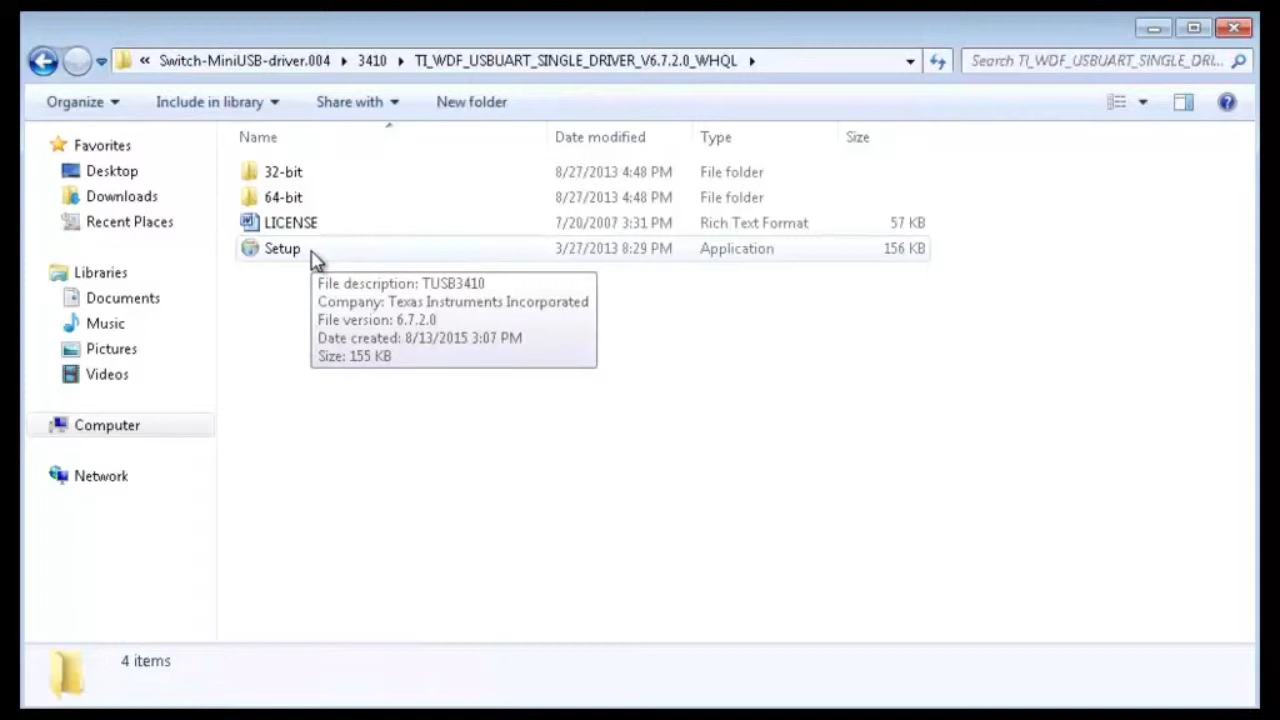 « Switch-MiniUSB-driver.004 3410 TI_WDF_USBUART_SINGLE_DRIVER_V6.7.2.0_WHQL Search TI_WDF_USBUART_SINGLE_DRI...
Organize Include in library Share with New folder
Name Date modified Type Size
Favorites
Desktop
Downloads
Recent Places
Libraries
Documents
Music
Pictures
Videos
Computer
Network
32-bit 8/27/2013 4:48 PM File folder
64-bit 8/27/2013 4:48 PM File folder
LICENSE 7/20/2007 3:31 PM Rich Text Format 57 KB
Setup 3/27/2013 8:29 PM Application 156 KB
File description: TUSB3410
Company: Texas Instruments Incorporated
File version: 6.7.2.0
Date created: 8/13/2015 3:07 PM
Size: 155 KB
4 items